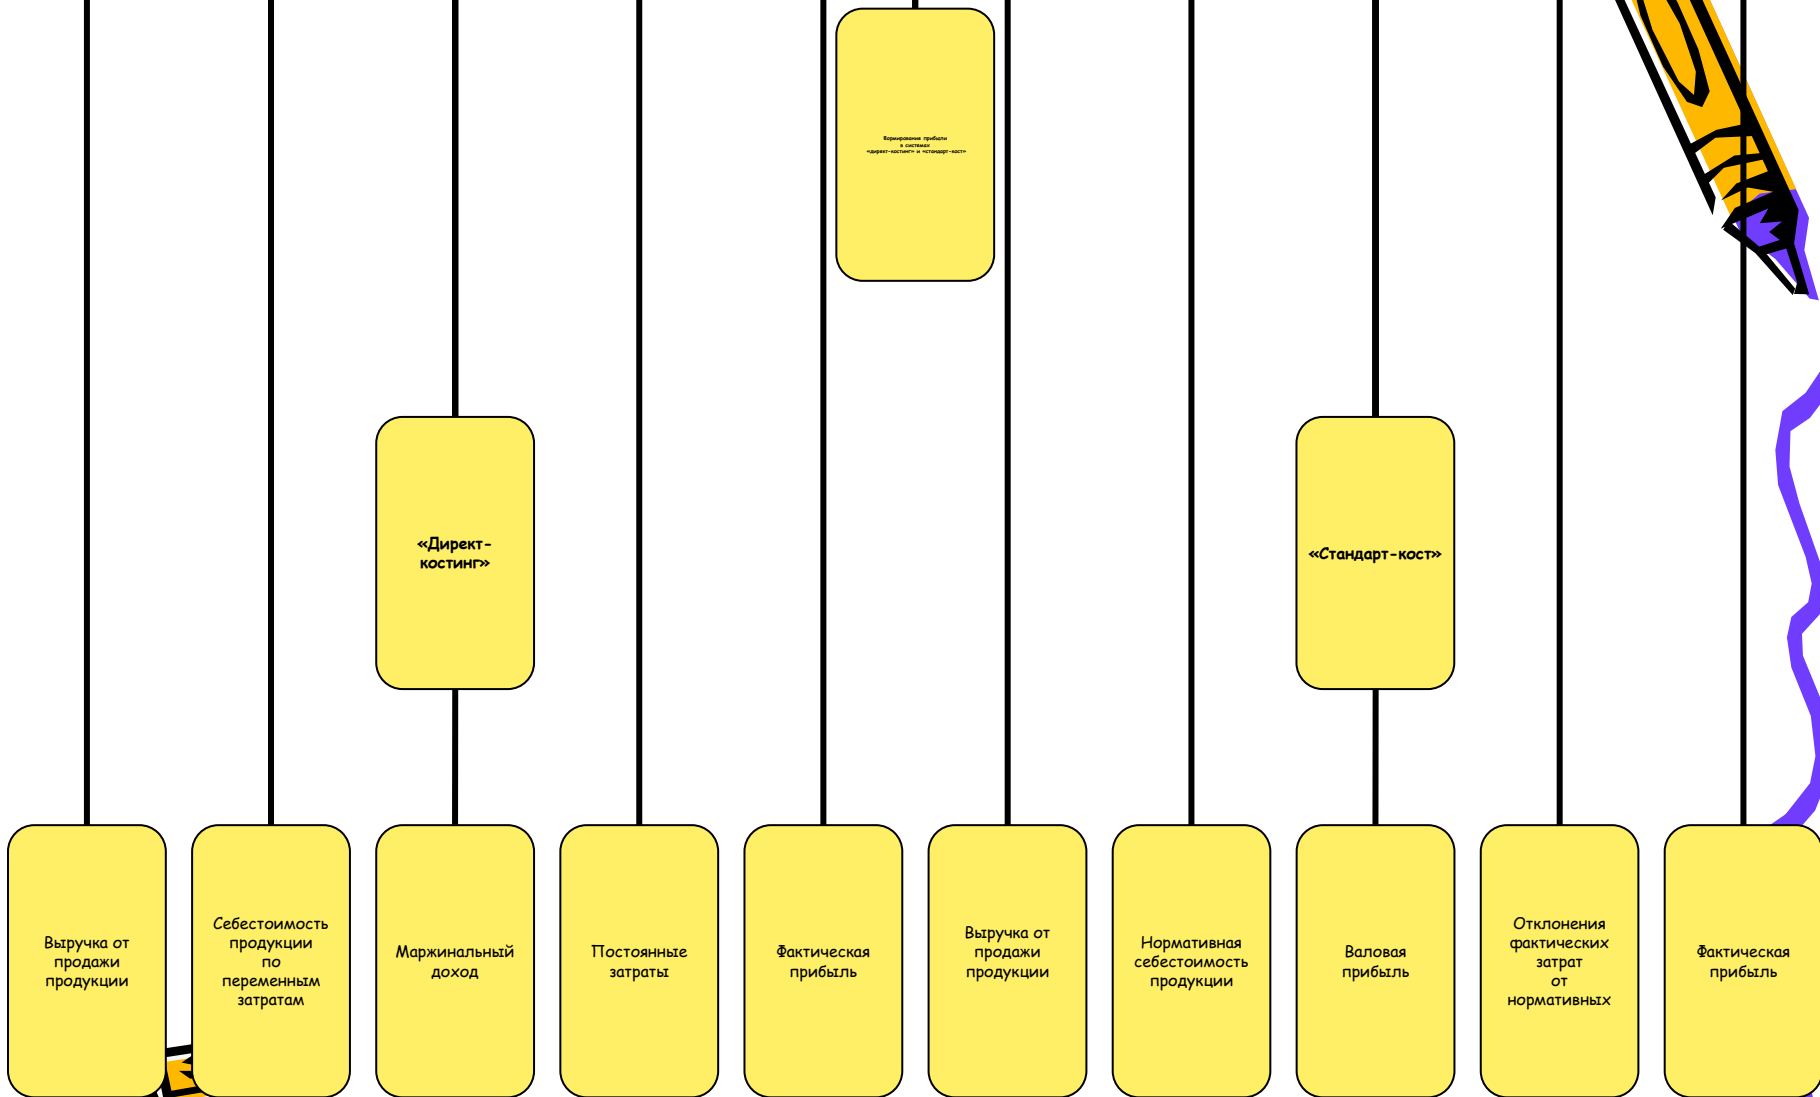 Формирование прибыли
в системах
«директ-костинг» и «стандарт-кост»
«Директ-
костинг»
«Стандарт-кост»
Выручка от
продажи
продукции
Себестоимость
продукции
по
переменным
затратам
Маржинальный
доход
Постоянные
затраты
Фактическая
прибыль
Выручка от
продажи
продукции
Нормативная
себестоимость
продукции
Валовая
прибыль
Отклонения
фактических
затрат
от
нормативных
Фактическая
прибыль